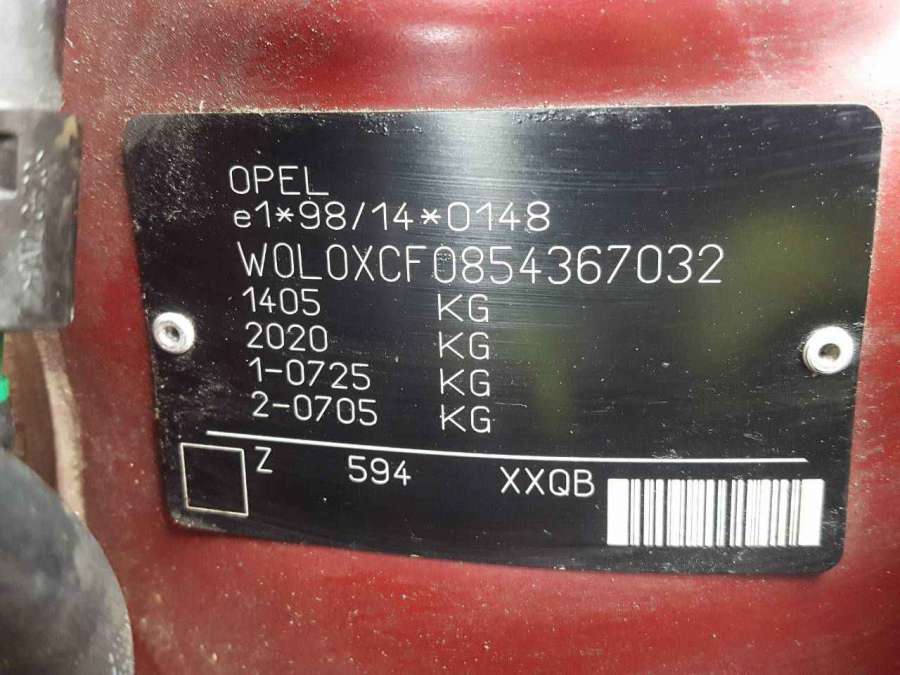 OPEL
e1*98/14*0148
W0L0XCF0854367032
1405 KG
2020 KG
1-0725 KG
2-0705 KG
Z 594 XXQB